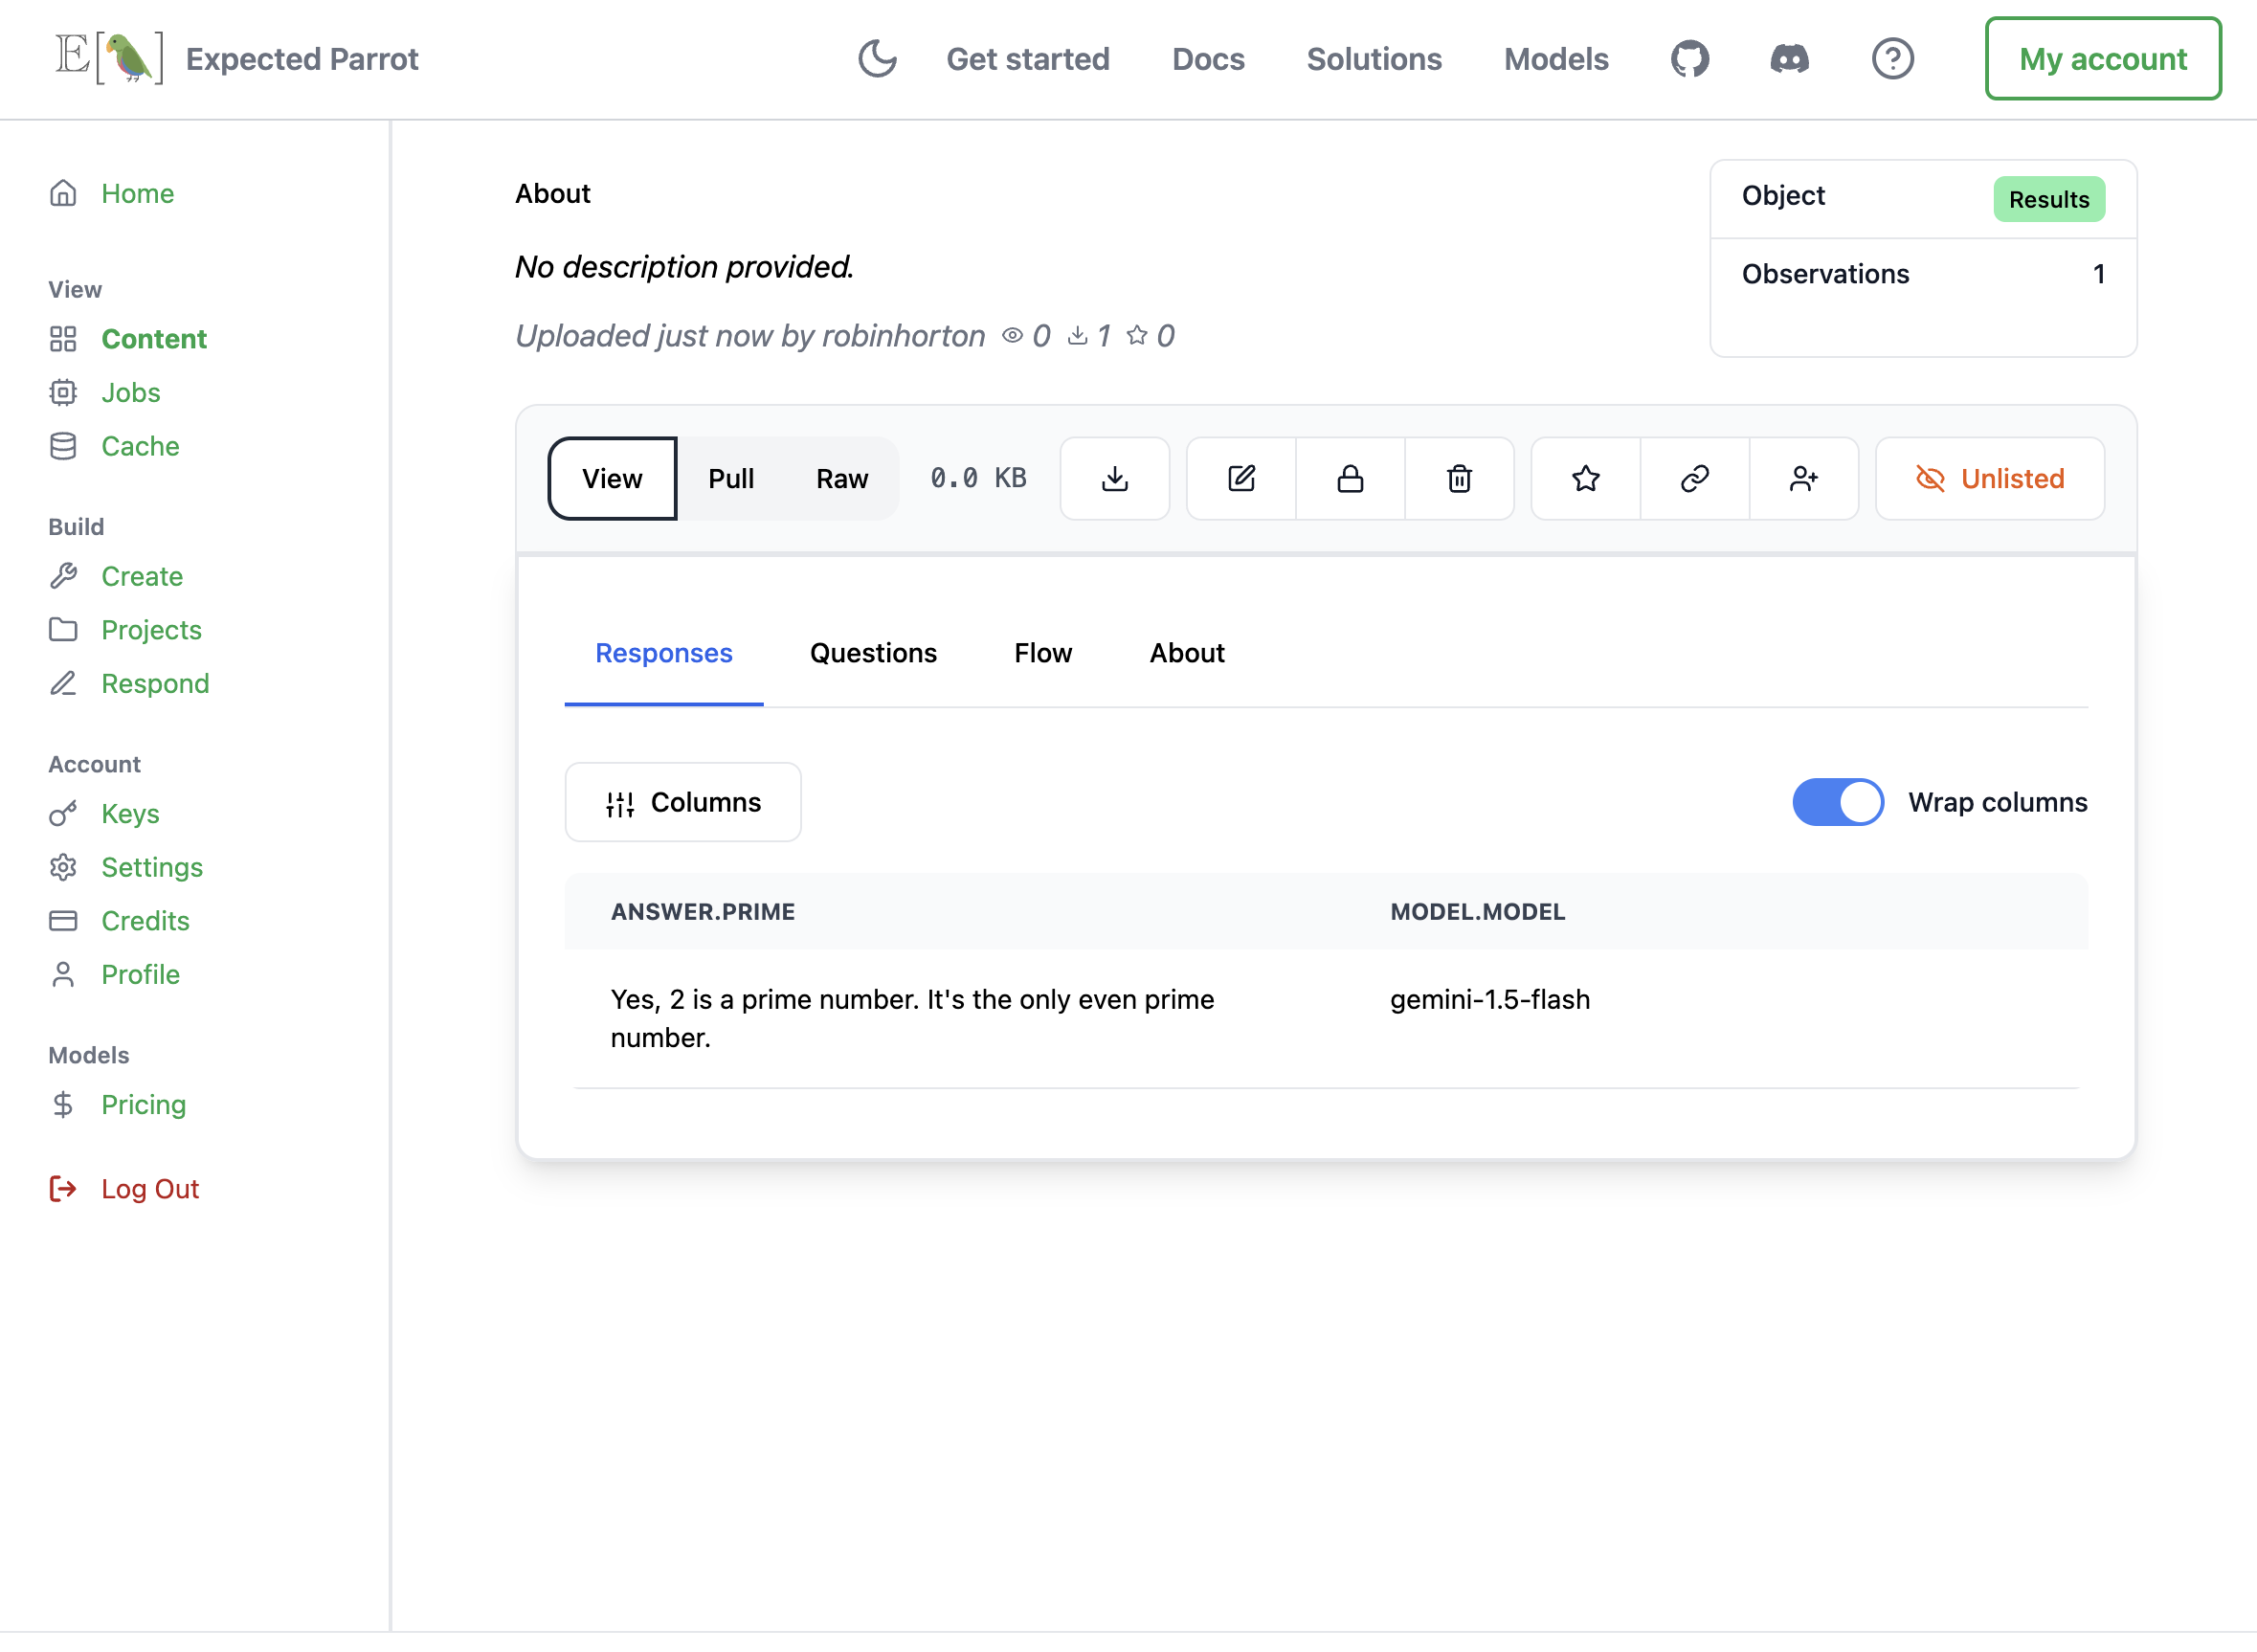 E[ ] Expected Parrot
Get started
Docs
Solutions
Models
My account
Home
View
Content
Jobs
Cache
Build
Create
Projects
Respond
Account
Keys
Settings
Credits
Profile
Models
Pricing
Log Out
About
No description provided.
Uploaded just now by robinhorton 0 1 0
Object Results
Observations 1
View Pull Raw 0.0 KB Unlisted
Responses Questions Flow About
Columns Wrap columns
ANSWER.PRIME MODEL.MODEL
Yes, 2 is a prime number. It's the only even prime gemini-1.5-flash
number.